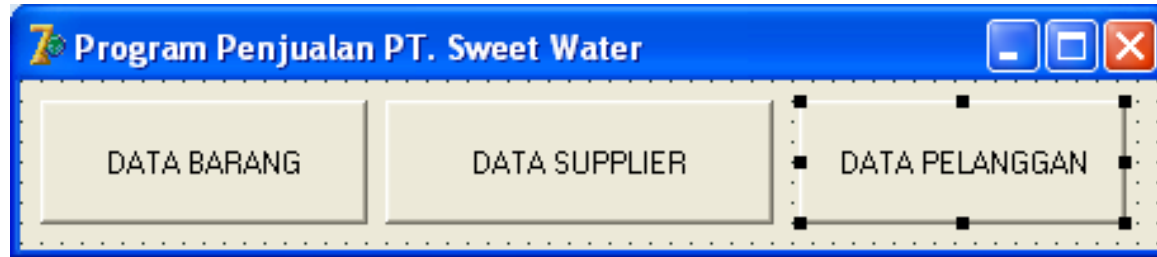 Program Penjualan PT. Sweet Water
DATA BARANG
DATA SUPPLIER
DATA PELANGGAN